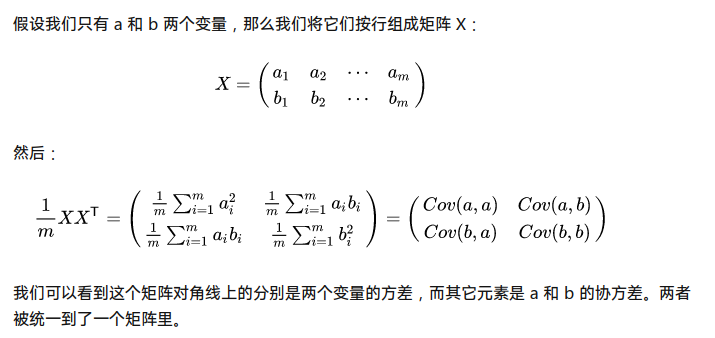 假设我们只有 a 和 b 两个变量，那么我们将它们按行组成矩阵 X：
X = \begin{pmatrix} a_1 & a_2 & \cdots & a_m \\ b_1 & b_2 & \cdots & b_m \end{pmatrix}
然后：
\frac{1}{m}XX^{\mathsf{T}} = \begin{pmatrix} \frac{1}{m}\sum_{i=1}^{m} a_i^2 & \frac{1}{m}\sum_{i=1}^{m} a_i b_i \\ \frac{1}{m}\sum_{i=1}^{m} a_i b_i & \frac{1}{m}\sum_{i=1}^{m} b_i^2 \end{pmatrix} = \begin{pmatrix} Cov(a,a) & Cov(a,b) \\ Cov(b,a) & Cov(b,b) \end{pmatrix}
我们可以看到这个矩阵对角线上的分别是两个变量的方差，而其它元素是 a 和 b 的协方差。两者
被统一到了一个矩阵里。